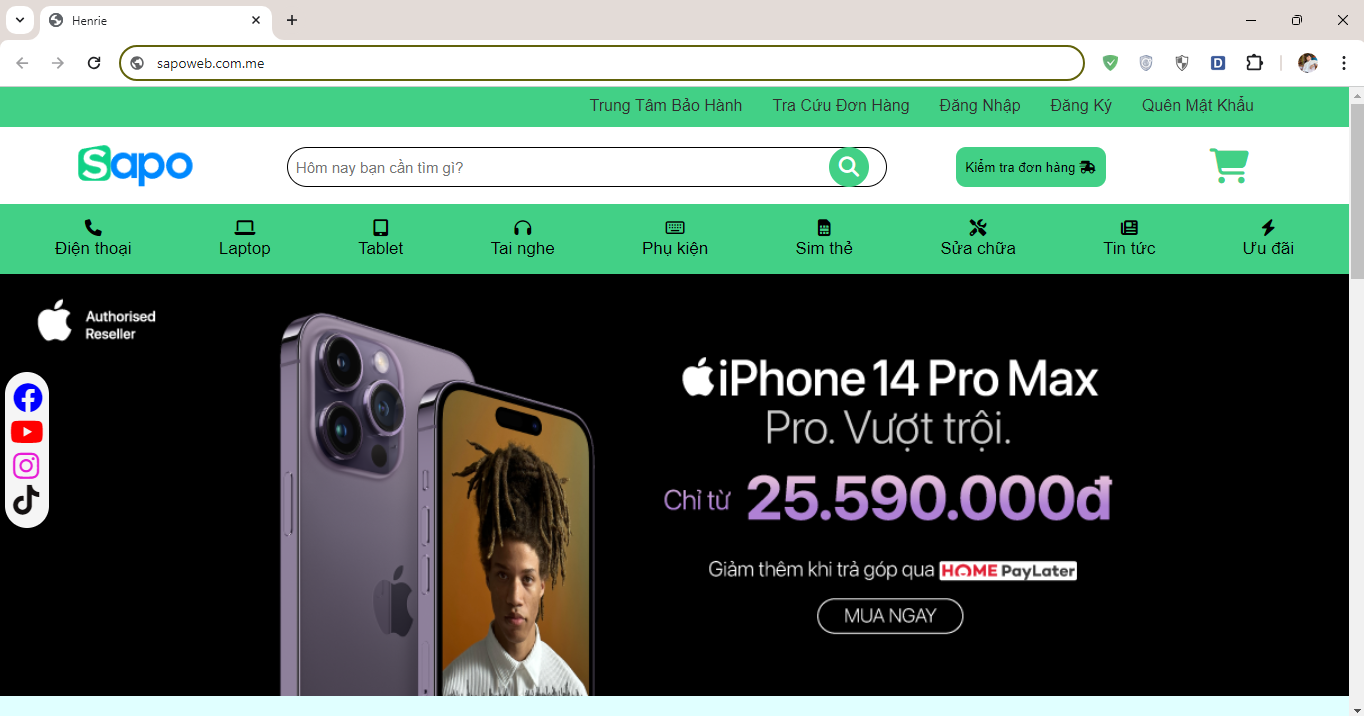 Henrie
sapoweb.com.me
D
Trung Tâm Bảo Hành Tra Cứu Đơn Hàng Đăng Nhập Đăng Ký Quên Mật Khẩu
Sapo
Hôm nay bạn cần tìm gì?
Kiểm tra đơn hàng
Điện thoại Laptop Tablet Tai nghe Phụ kiện Sim thẻ Sửa chữa Tin tức Ưu đãi
Authorised
Reseller
iPhone 14 Pro Max
Pro. Vượt trội.
Chỉ từ 25.590.000đ
Giảm thêm khi trả góp qua HOME PayLater
MUA NGAY